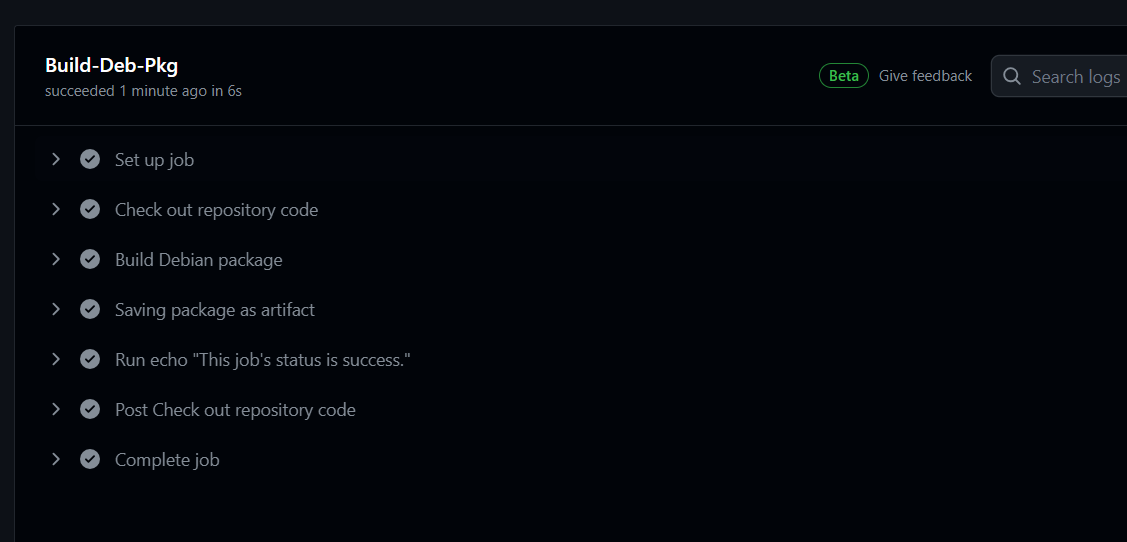 Build-Deb-Pkg
succeeded 1 minute ago in 6s
Beta Give feedback Search logs
Set up job
Check out repository code
Build Debian package
Saving package as artifact
Run echo "This job's status is success."
Post Check out repository code
Complete job